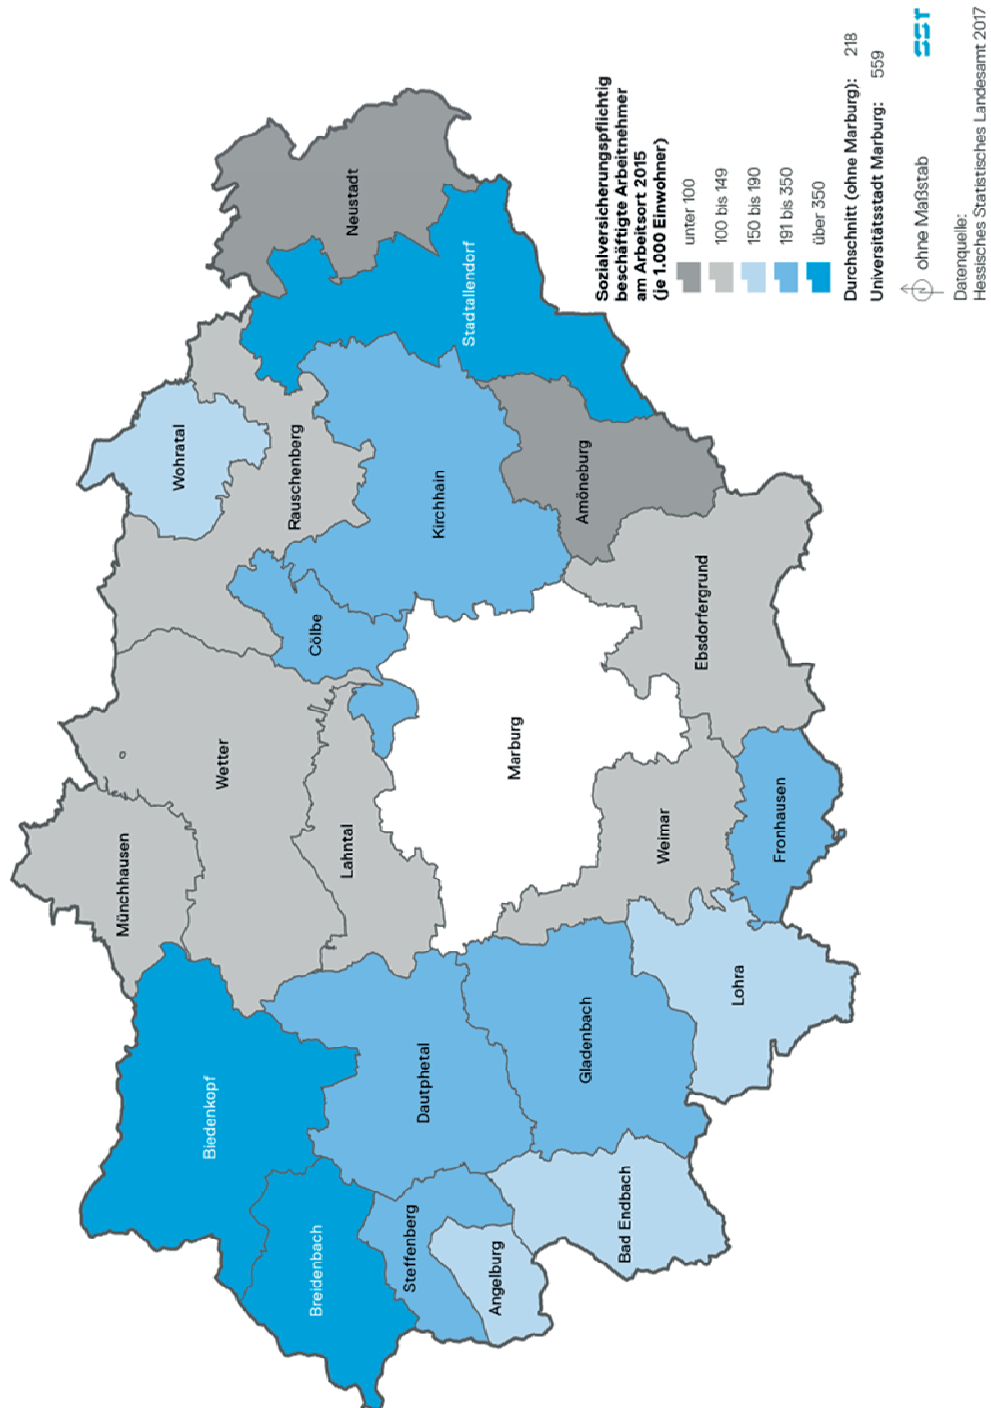 Münchhausen
Wohratal
Biedenkopf
Wetter
Rauschenberg
Neustadt
Breidenbach
Cölbe
Lahntal
Steffenberg
Dautphetal
Kirchhain
Stadtallendorf
Angelburg
Marburg
Gladenbach
Amöneburg
Bad Endbach
Weimar
Ebsdorfergrund
Lohra
Fronhausen
Sozialversicherungspflichtig
beschäftigte Arbeitnehmer
am Arbeitsort 2015
(je 1.000 Einwohner)
unter 100
100 bis 149
150 bis 190
191 bis 350
über 350
Durchschnitt (ohne Marburg): 218
Universitätsstadt Marburg: 559
ohne Maßstab
SST
Datenquelle:
Hessisches Statistisches Landesamt 2017